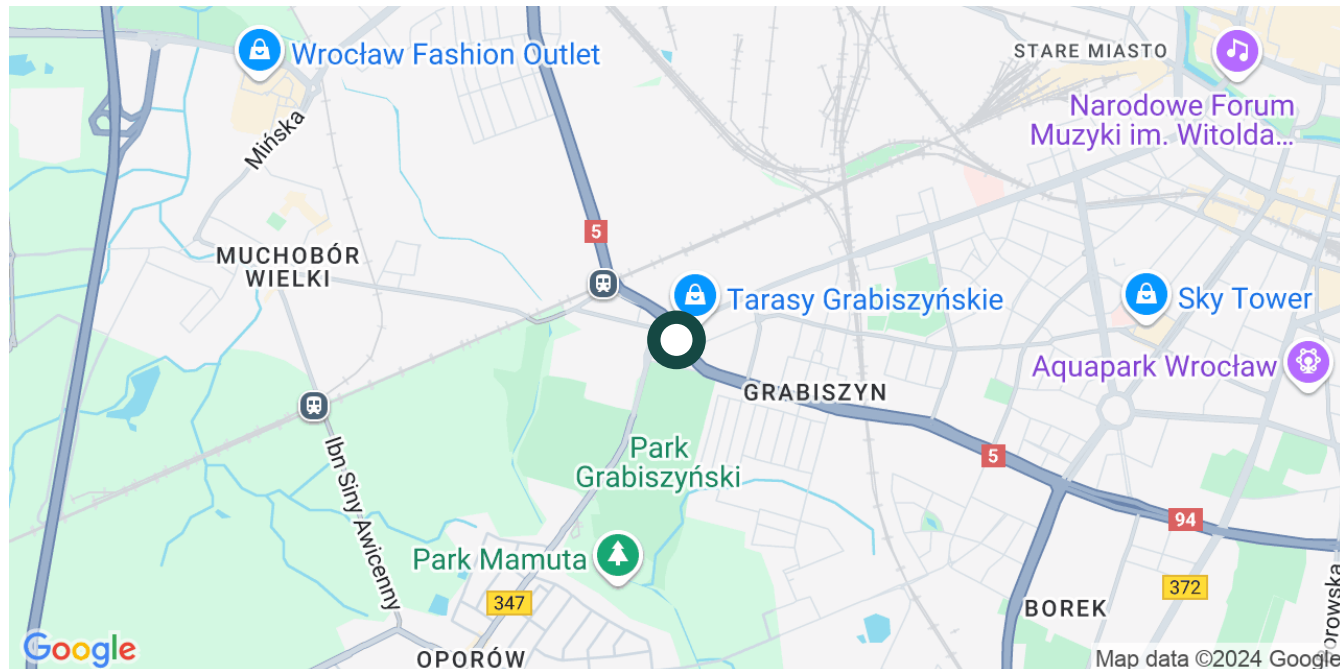 Wrocław Fashion Outlet
STARE MIASTO
Narodowe Forum
Muzyki im. Witolda...
Mińska
5
MUCHOBÓR
WIELKI
Tarasy Grabiszyńskie
Sky Tower
Aquapark Wrocław
GRABISZYN
Park
Grabiszyński
5
Ibn Siny Awicenny
94
Park Mamuta
347
372
BOREK
orowska
Google
OPORÓW
Map data ©2024 Google